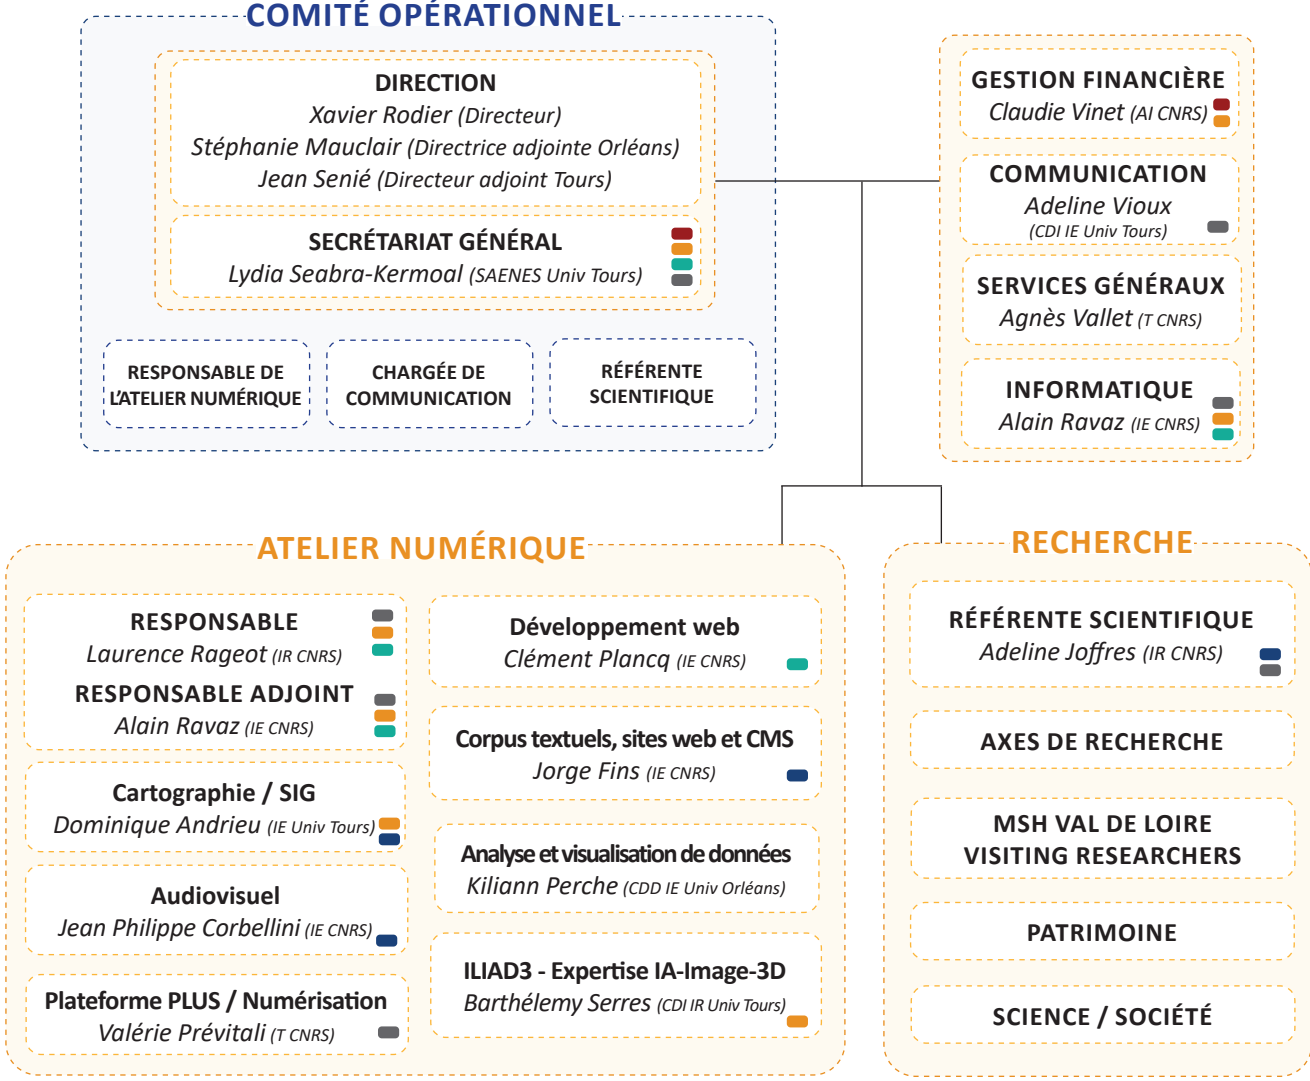 COMITÉ OPÉRATIONNEL
DIRECTION
Xavier Rodier (Directeur)
Stéphanie Mauclair (Directrice adjointe Orléans)
Jean Senié (Directeur adjoint Tours)
SECRÉTARIAT GÉNÉRAL
Lydia Seabra-Kermoal (SAENES Univ Tours)
RESPONSABLE DE
L'ATELIER NUMÉRIQUE
CHARGÉE DE
COMMUNICATION
RÉFÉRENTE
SCIENTIFIQUE
GESTION FINANCIÈRE
Claudie Vinet (AI CNRS)
COMMUNICATION
Adeline Vioux
(CDI IE Univ Tours)
SERVICES GÉNÉRAUX
Agnès Vallet (T CNRS)
INFORMATIQUE
Alain Ravaz (IE CNRS)
ATELIER NUMÉRIQUE
RESPONSABLE
Laurence Rageot (IR CNRS)
RESPONSABLE ADJOINT
Alain Ravaz (IE CNRS)
Cartographie / SIG
Dominique Andrieu (IE Univ Tours)
Audiovisuel
Jean Philippe Corbellini (IE CNRS)
Plateforme PLUS / Numérisation
Valérie Prévitali (T CNRS)
Développement web
Clément Plancq (IE CNRS)
Corpus textuels, sites web et CMS
Jorge Fins (IE CNRS)
Analyse et visualisation de données
Kiliann Perche (CDD IE Univ Orléans)
ILIAD3 - Expertise IA-Image-3D
Barthélemy Serres (CDI IR Univ Tours)
RECHERCHE
RÉFÉRENTE SCIENTIFIQUE
Adeline Joffres (IR CNRS)
AXES DE RECHERCHE
MSH VAL DE LOIRE
VISITING RESEARCHERS
PATRIMOINE
SCIENCE / SOCIÉTÉ